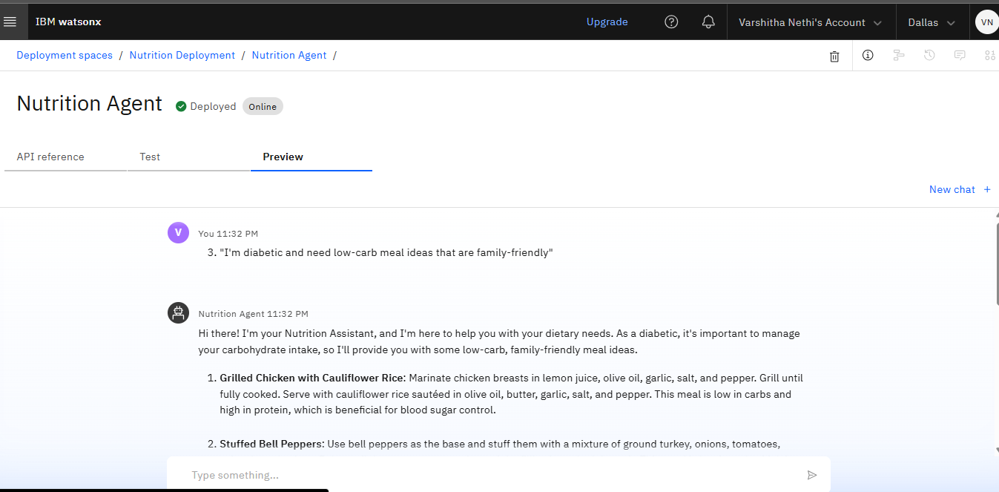 IBM watsonx
Upgrade
Varshitha Nethi's Account
Dallas
VN
Deployment spaces / Nutrition Deployment / Nutrition Agent /
Nutrition Agent
Deployed
Online
API reference
Test
Preview
New chat +
V
You 11:32 PM
3. "I'm diabetic and need low-carb meal ideas that are family-friendly"
Nutrition Agent 11:32 PM
Hi there! I'm your Nutrition Assistant, and I'm here to help you with your dietary needs. As a diabetic, it's important to manage
your carbohydrate intake, so I'll provide you with some low-carb, family-friendly meal ideas.
1. Grilled Chicken with Cauliflower Rice: Marinate chicken breasts in lemon juice, olive oil, garlic, salt, and pepper. Grill until
fully cooked. Serve with cauliflower rice sautéed in olive oil, butter, garlic, salt, and pepper. This meal is low in carbs and
high in protein, which is beneficial for blood sugar control.
2. Stuffed Bell Peppers: Use bell peppers as the base and stuff them with a mixture of ground turkey, onions, tomatoes,
Type something...